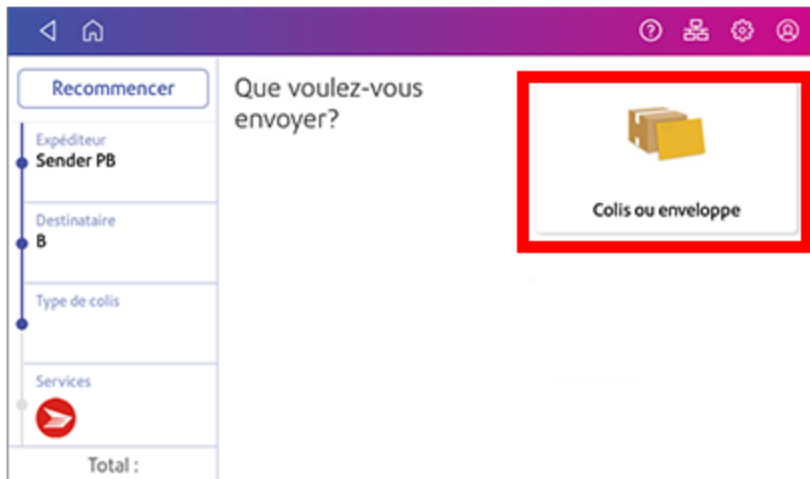 Recommencer
Que voulez-vous
envoyer?
Expéditeur
Sender PB
Destinataire
B
Type de colis
Services
Total :
Colis ou enveloppe